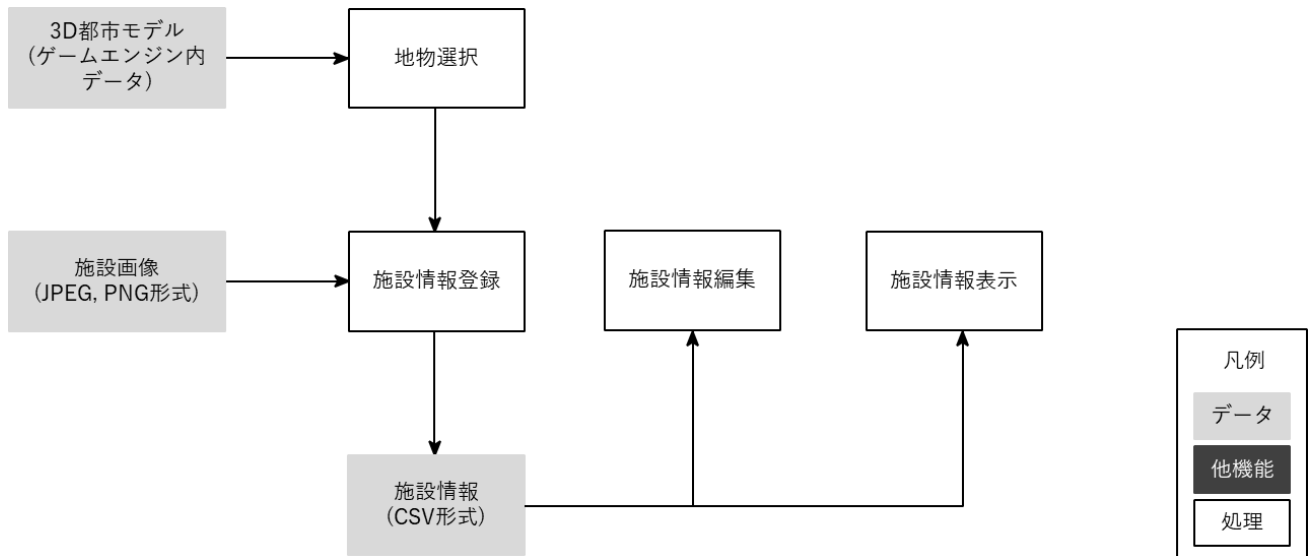 3D都市モデル
(ゲームエンジン内
データ)
地物選択
施設画像
(JPEG, PNG形式)
施設情報登録
施設情報編集
施設情報表示
施設情報
(CSV形式)
凡例
データ
他機能
処理